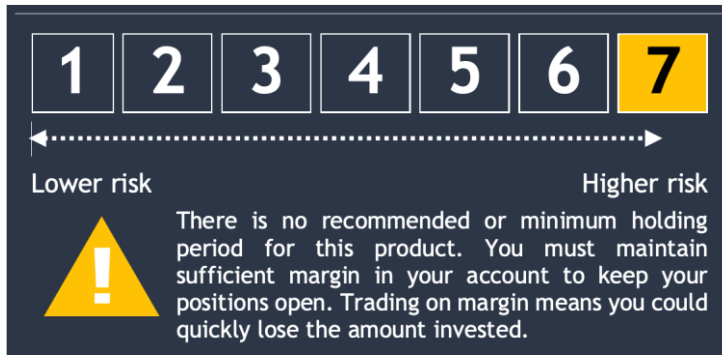 1 2 3 4 5 6 7
Lower risk Higher risk
!
There is no recommended or minimum holding
period for this product. You must maintain
sufficient margin in your account to keep your
positions open. Trading on margin means you could
quickly lose the amount invested.